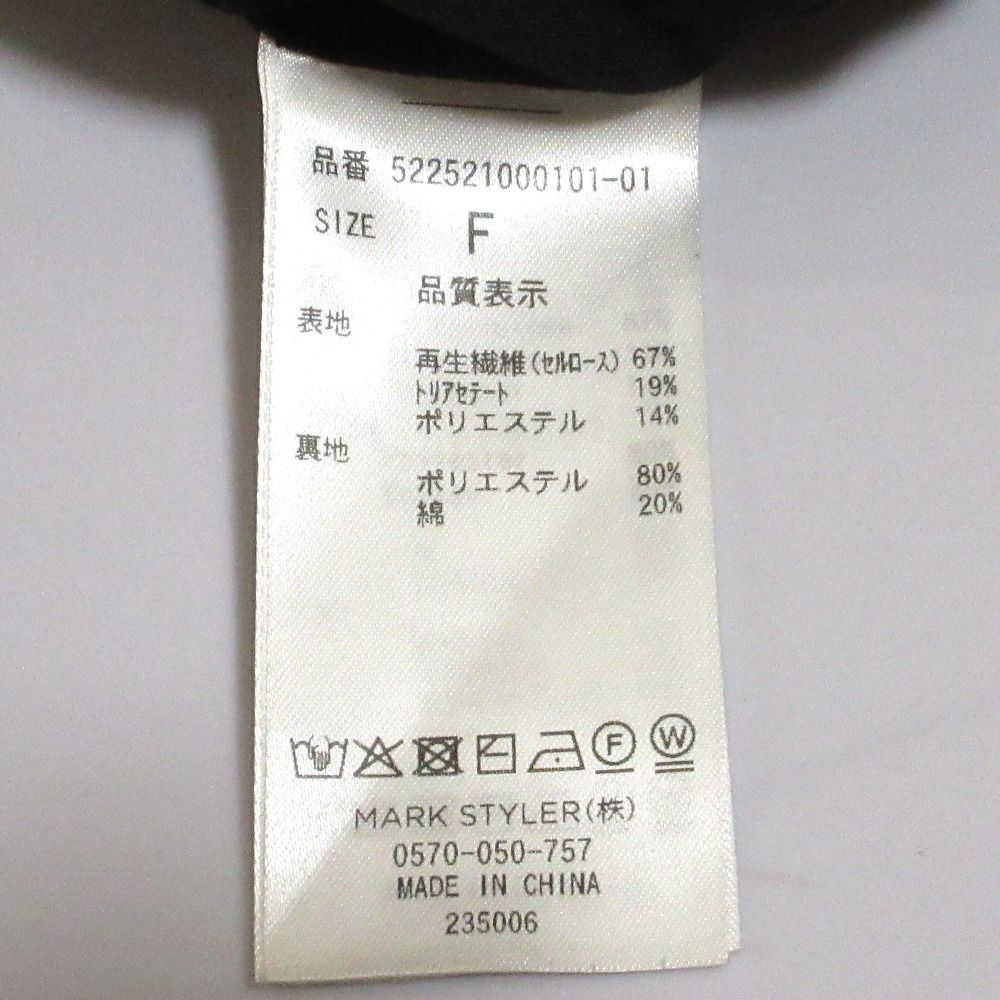 品番 522521000101-01
SIZE F
品質表示
表地
再生繊維(セルロース) 67%
トリアセテート 19%
ポリエステル 14%
裏地
ポリエステル 80%
綿 20%
F W
MARK STYLER(株)
0570-050-757
MADE IN CHINA
235006